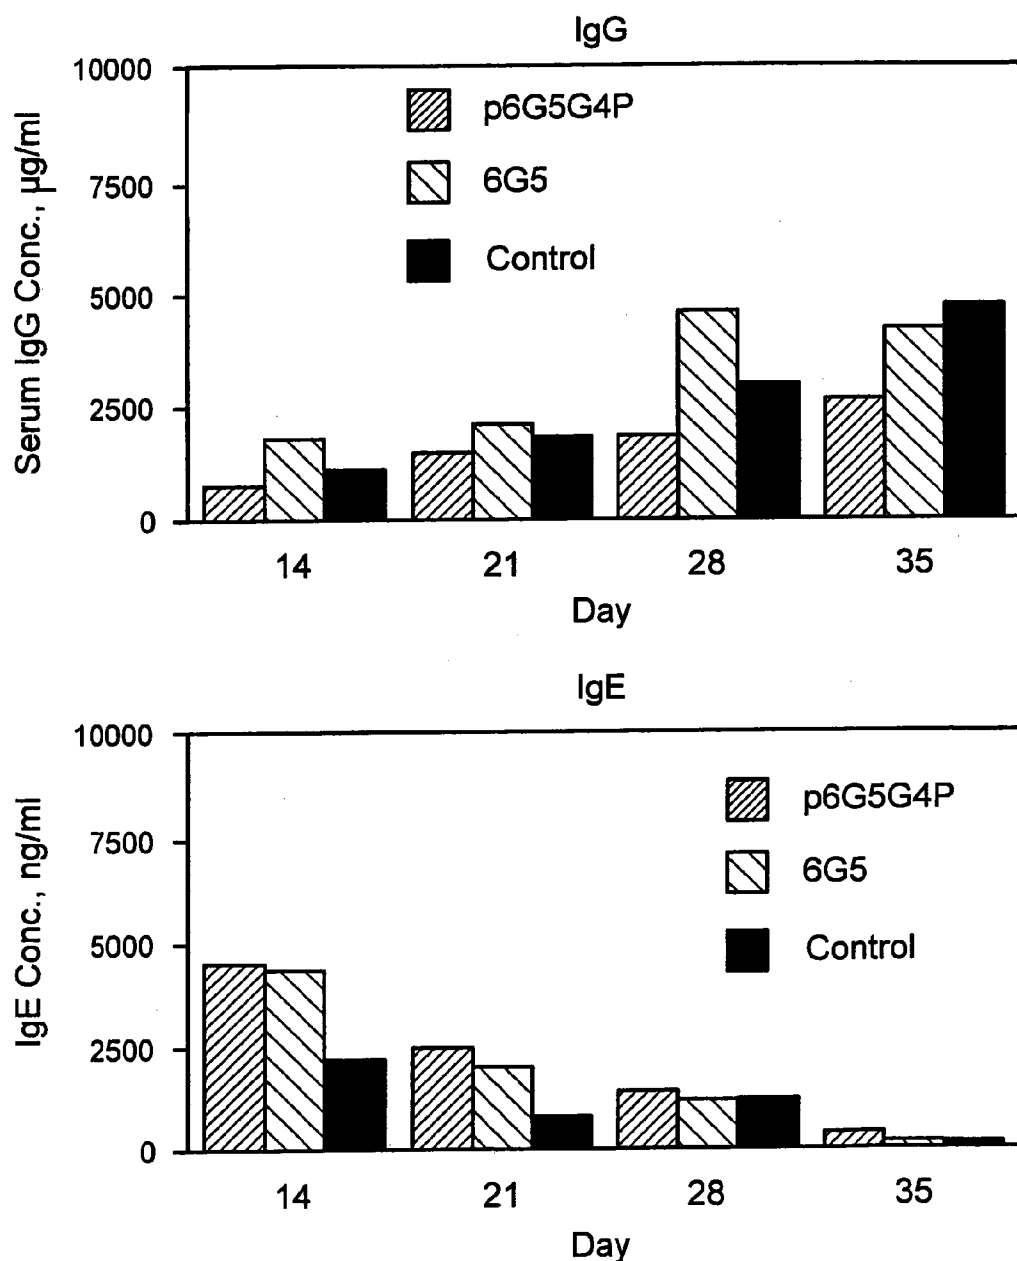 IgG
10000
7500
5000
2500
0
Serum IgG Conc., µg/ml
p6G5G4P
6G5
Control
14 21 28 35
Day
IgE
10000
7500
5000
2500
0
IgE Conc., ng/ml
p6G5G4P
6G5
Control
14 21 28 35
Day